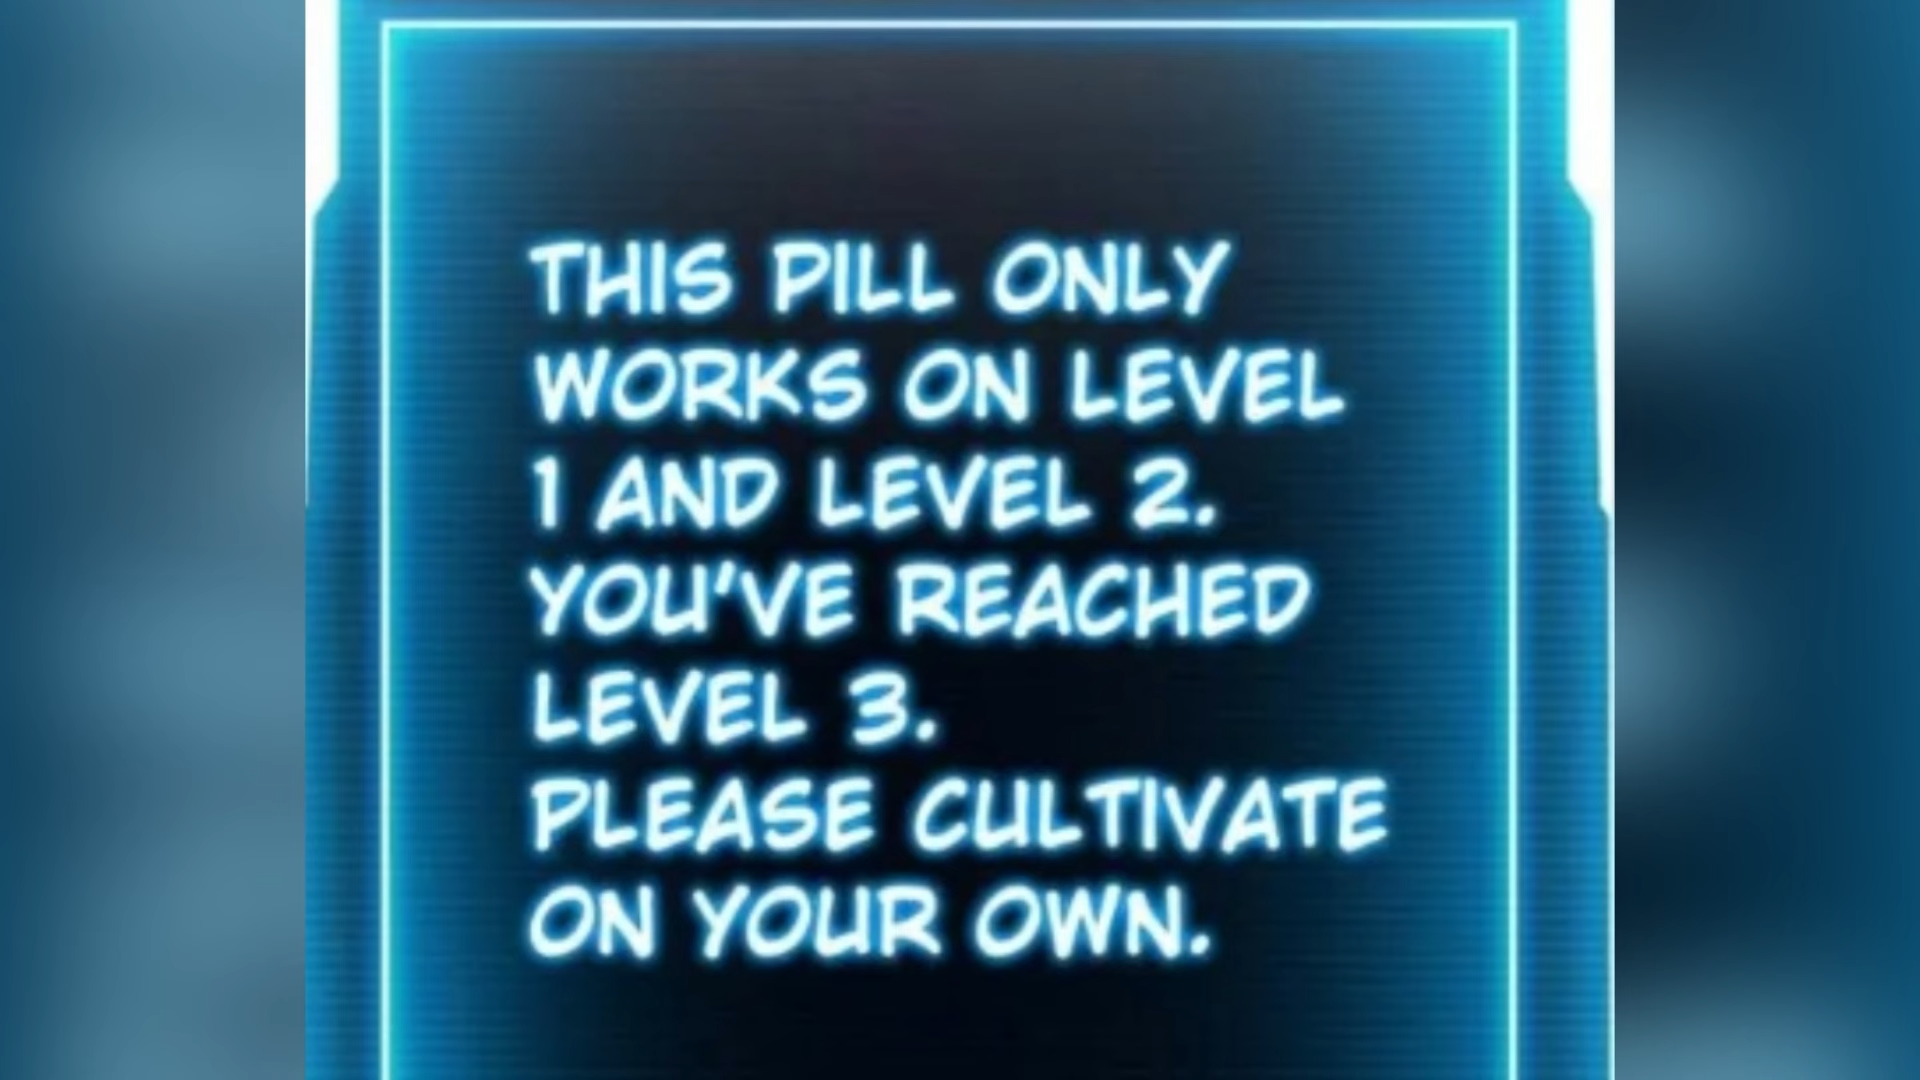 THIS PILL ONLY
WORKS ON LEVEL
1 AND LEVEL 2.
YOU'VE REACHED
LEVEL 3.
PLEASE CULTIVATE
ON YOUR OWN.